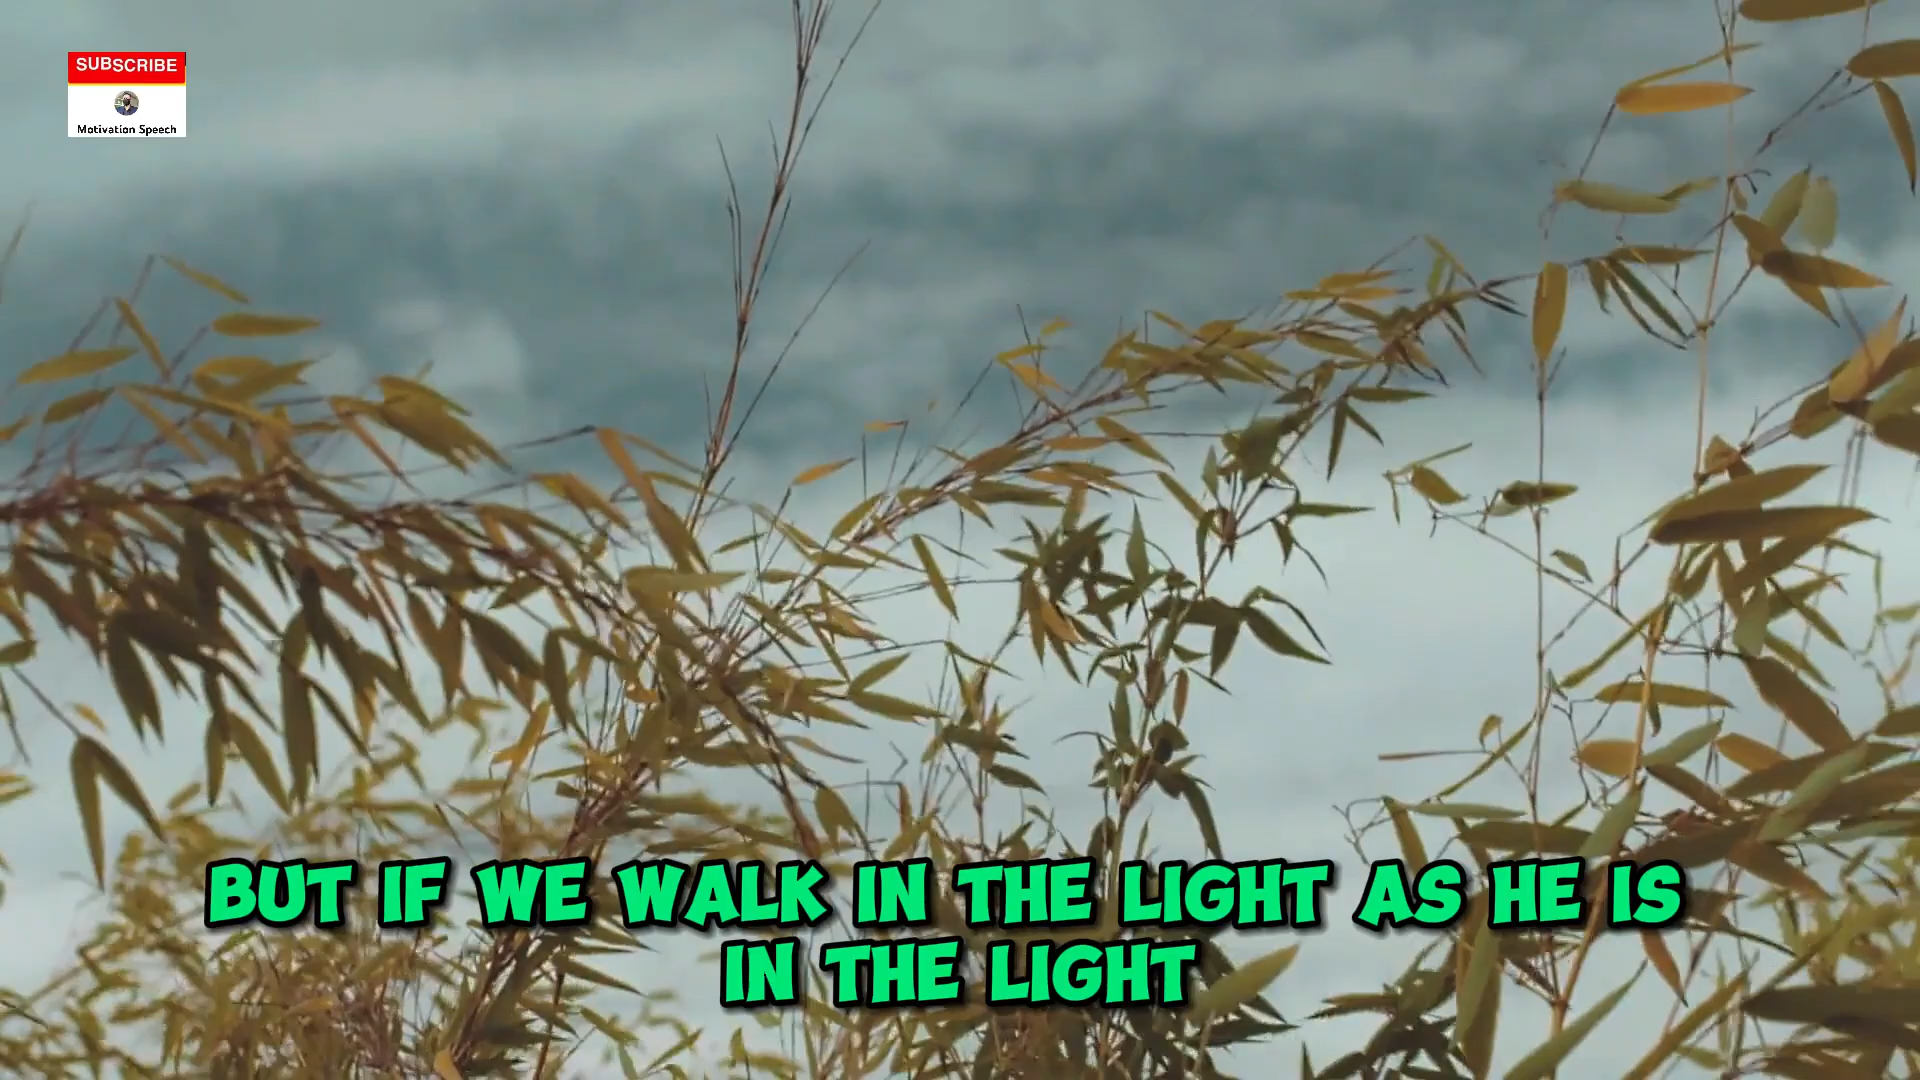 SUBSCRIBE
Motivation Speech
BUT IF WE WALK IN THE LIGHT AS HE IS
IN THE LIGHT